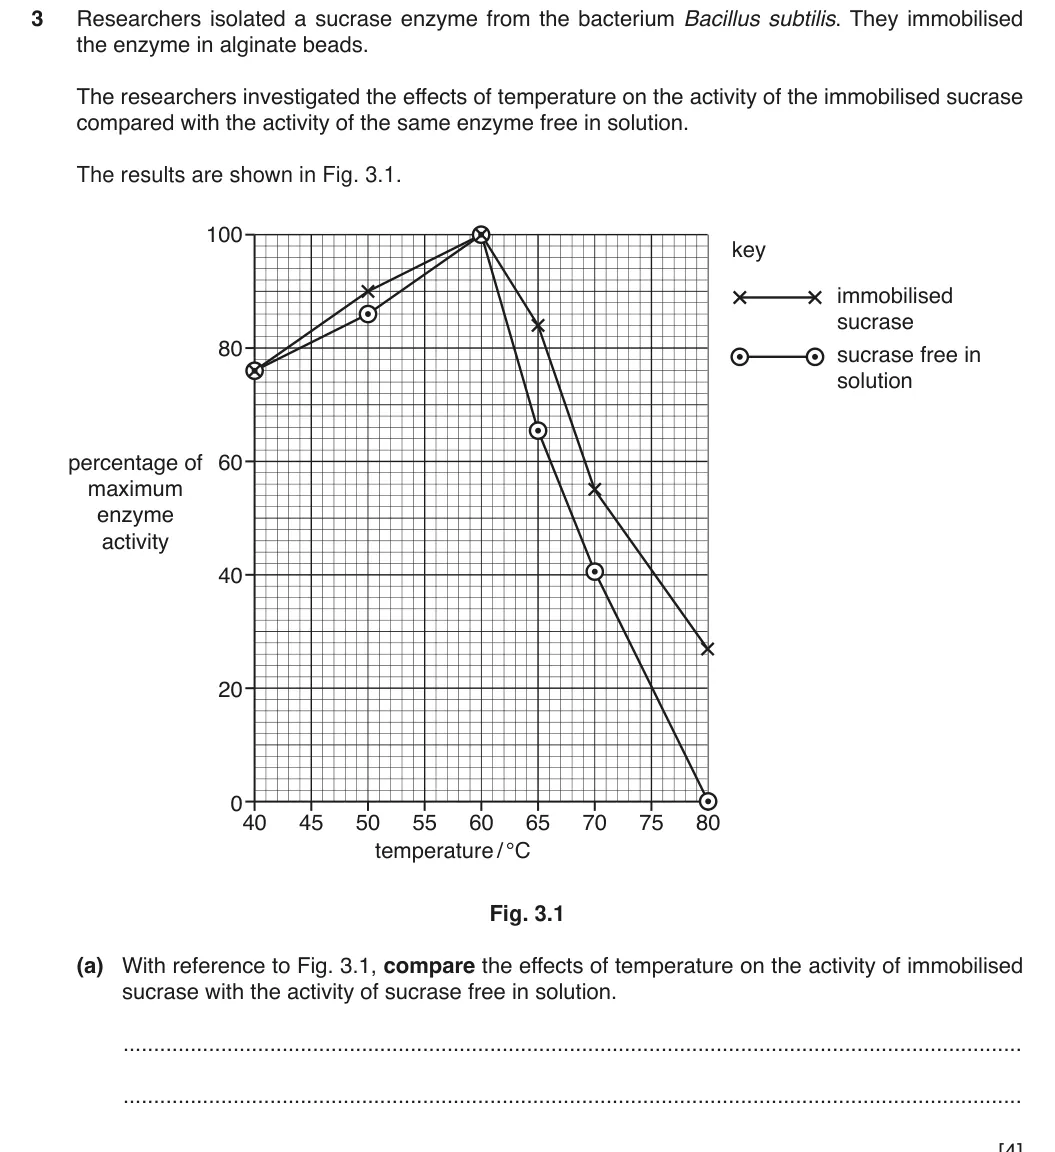 3 Researchers isolated a sucrase enzyme from the bacterium Bacillus subtilis. They immobilised
the enzyme in alginate beads.
The researchers investigated the effects of temperature on the activity of the immobilised sucrase
compared with the activity of the same enzyme free in solution.
The results are shown in Fig. 3.1.
100
80
60
40
20
0
percentage of
maximum
enzyme
activity
key
immobilised
sucrase
sucrase free in
solution
40 45 50 55 60 65 70 75 80
temperature / °C
Fig. 3.1
(a) With reference to Fig. 3.1, compare the effects of temperature on the activity of immobilised
sucrase with the activity of sucrase free in solution.
[4]